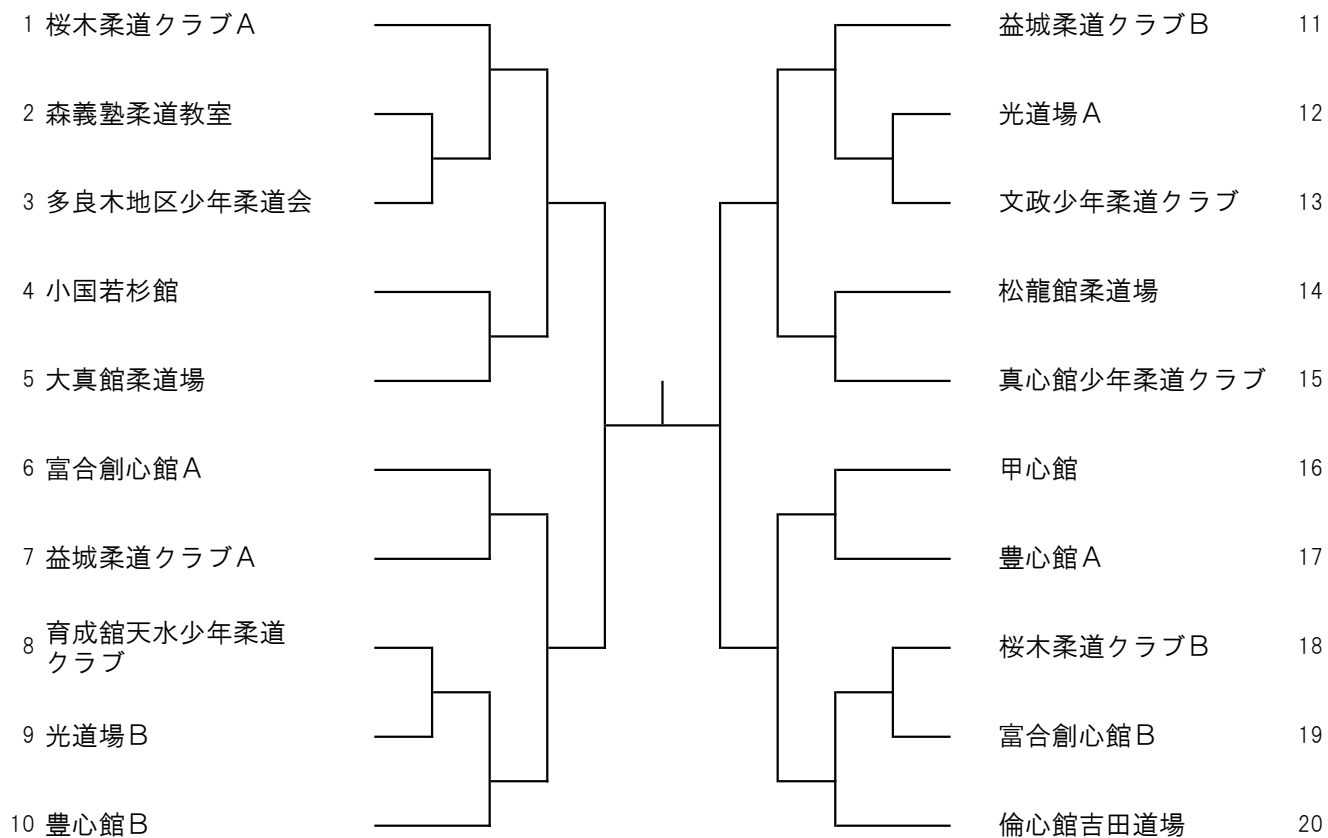 1 桜木柔道クラブA
2 森義塾柔道教室
3 多良木地区少年柔道会
4 小国若杉館
5 大真館柔道場
6 富合創心館A
7 益城柔道クラブA
8 育成舘天水少年柔道
クラブ
9 光道場B
10 豊心館B
益城柔道クラブB 11
光道場A 12
文政少年柔道クラブ 13
松龍館柔道場 14
真心館少年柔道クラブ 15
甲心館 16
豊心館A 17
桜木柔道クラブB 18
富合創心館B 19
倫心館吉田道場 20